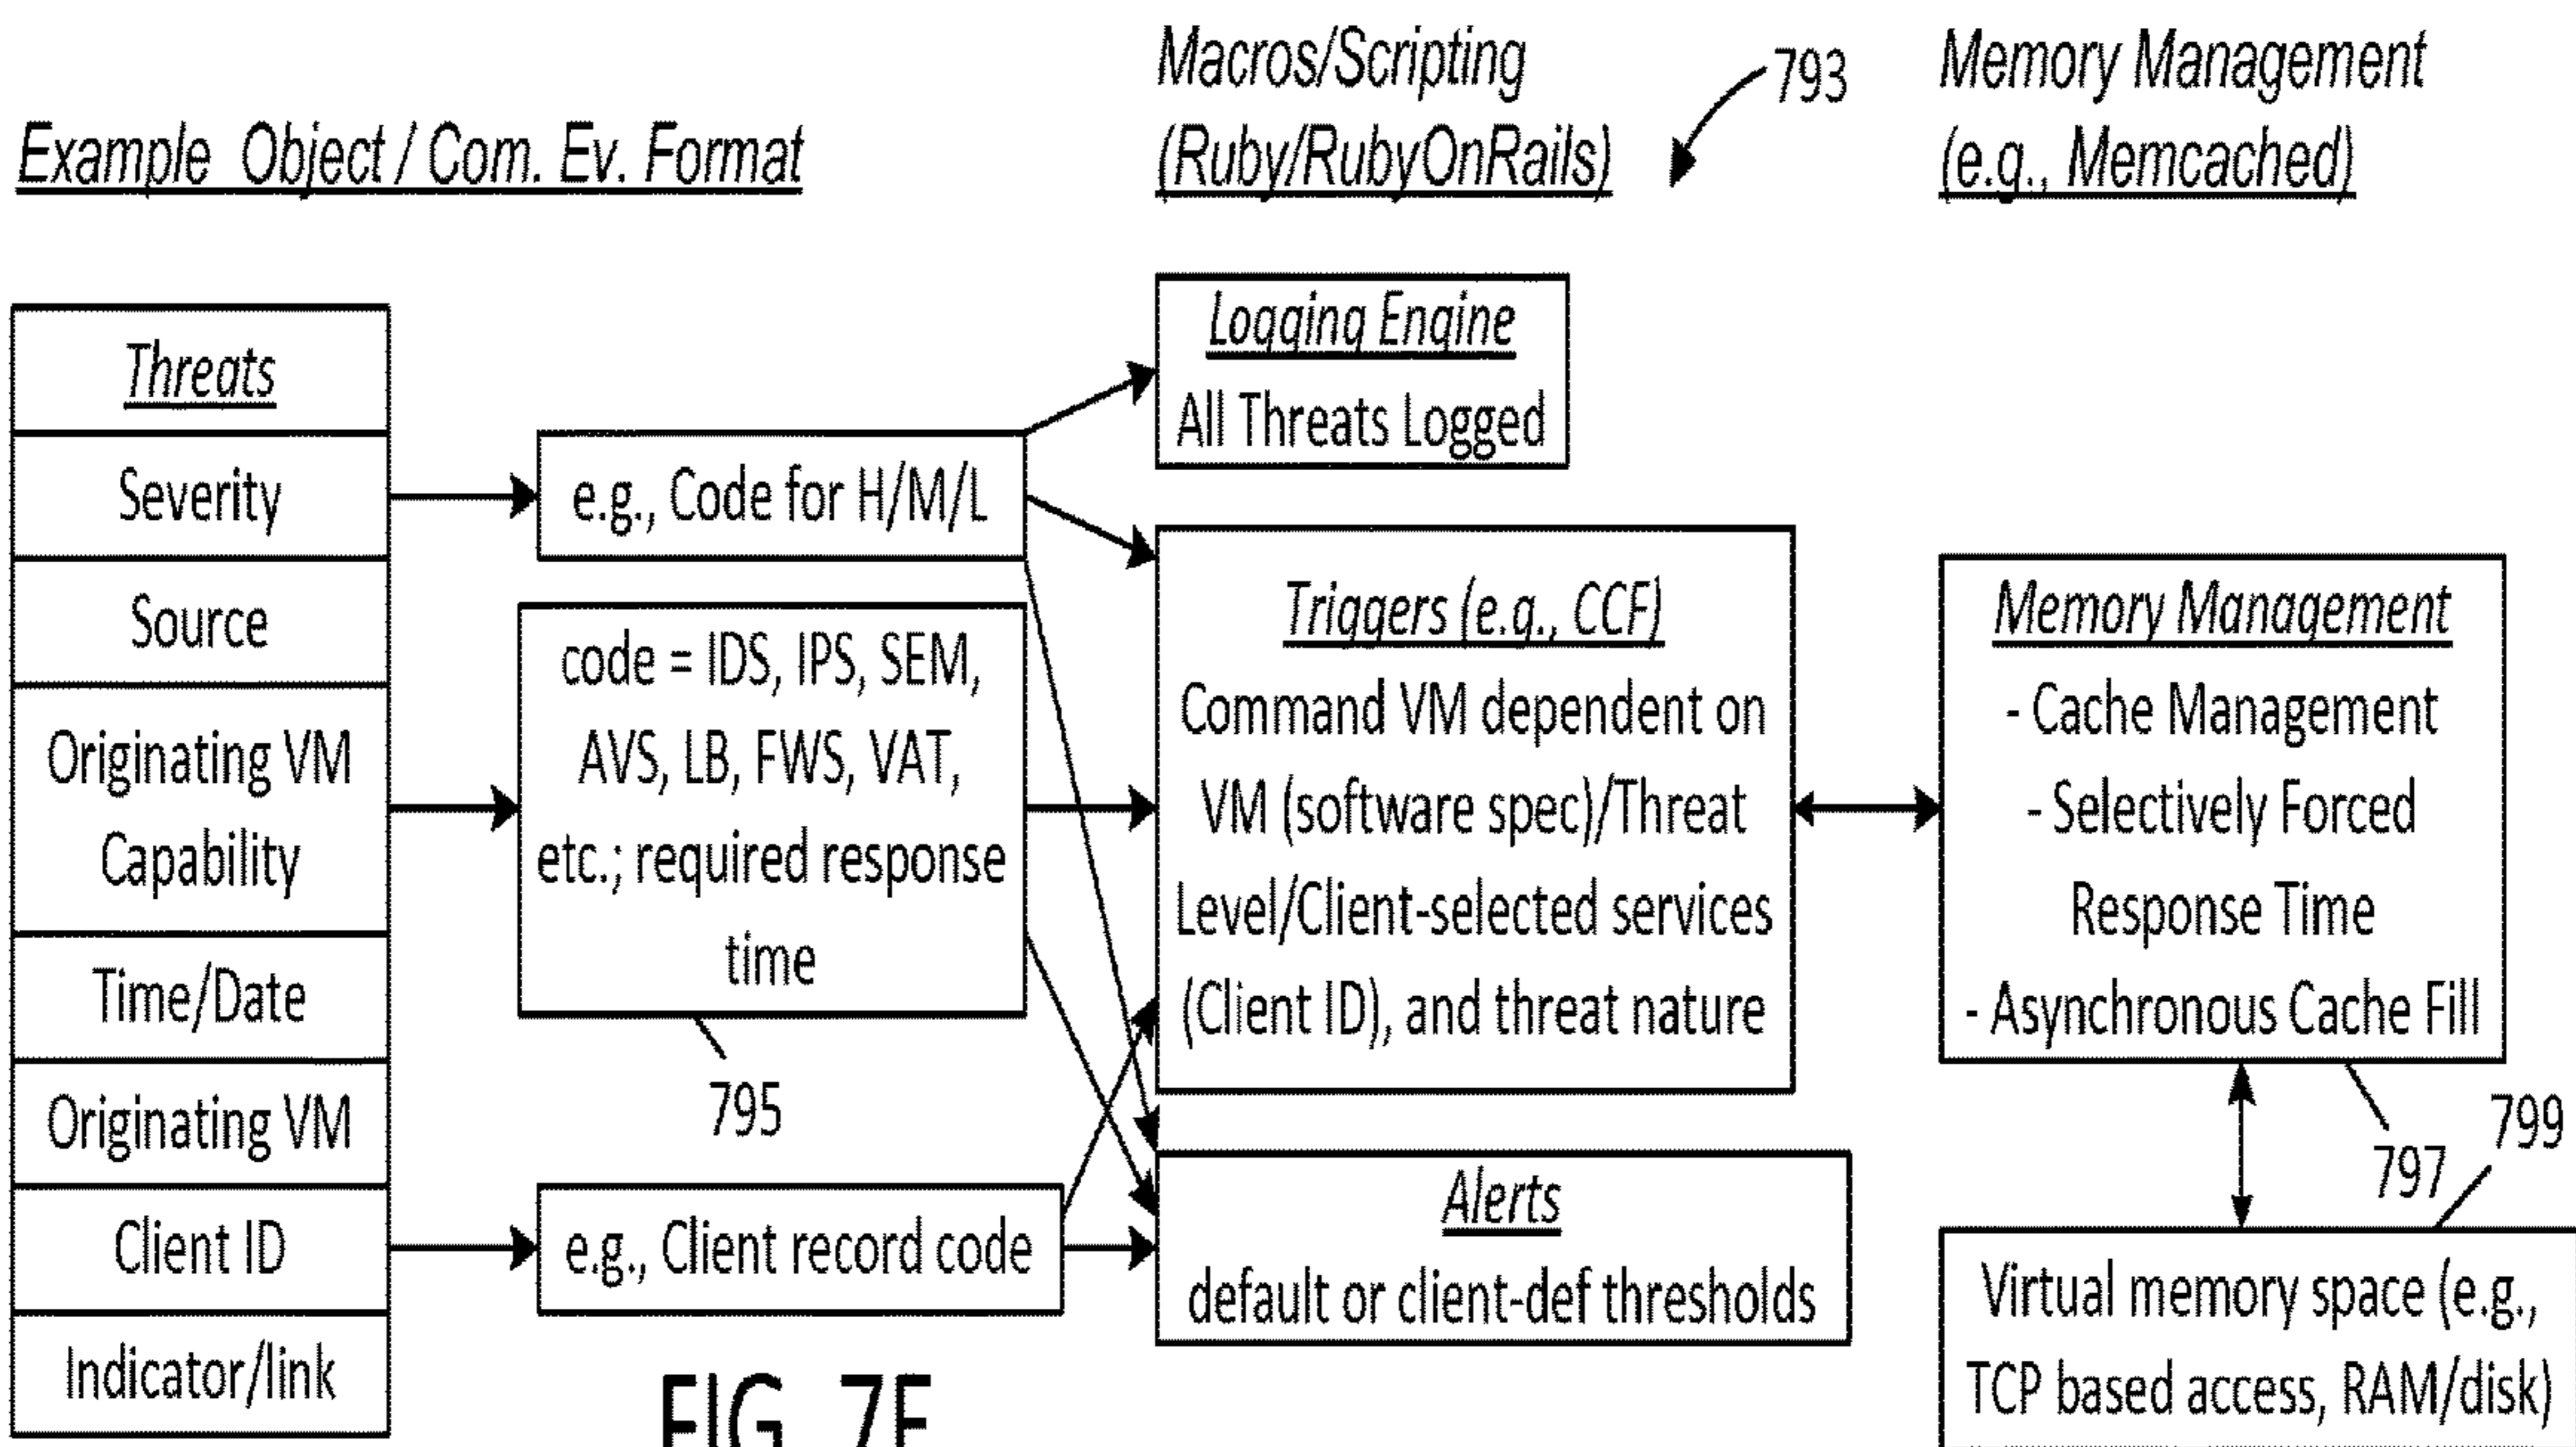 Macros/Scripting
(Ruby/RubyOnRails)
793
Memory Management
(e.g., Memcached)
Example Object / Com. Ev. Format
Threats
Severity
Source
Originating VM
Capability
Time/Date
Originating VM
Client ID
Indicator/link
e.g., Code for H/M/L
code = IDS, IPS, SEM,
AVS, LB, FWS, VAT,
etc.; required response
time
795
e.g., Client record code
Logging Engine
All Threats Logged
Triggers (e.g., CCF)
Command VM dependent on
VM (software spec)/Threat
Level/Client-selected services
(Client ID), and threat nature
Alerts
default or client-def thresholds
Memory Management
- Cache Management
- Selectively Forced
Response Time
- Asynchronous Cache Fill
797
799
Virtual memory space (e.g.,
TCP based access, RAM/disk)
FIG.